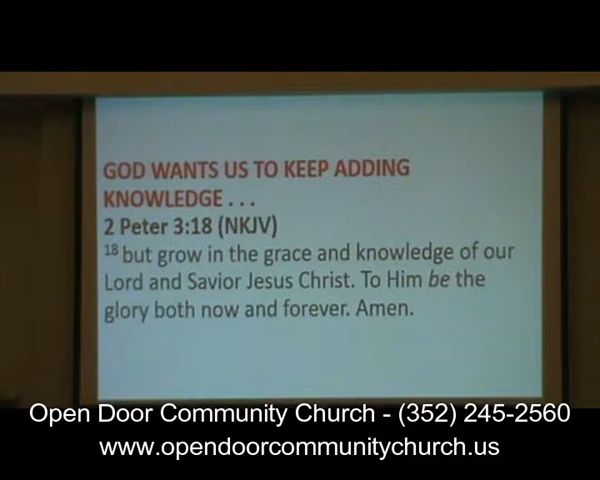 GOD WANTS US TO KEEP ADDING
KNOWLEDGE . . .
2 Peter 3:18 (NKJV)
18 but grow in the grace and knowledge of our
Lord and Savior Jesus Christ. To Him be the
glory both now and forever. Amen.
Open Door Community Church - (352) 245-2560
www.opendoorcommunitychurch.us